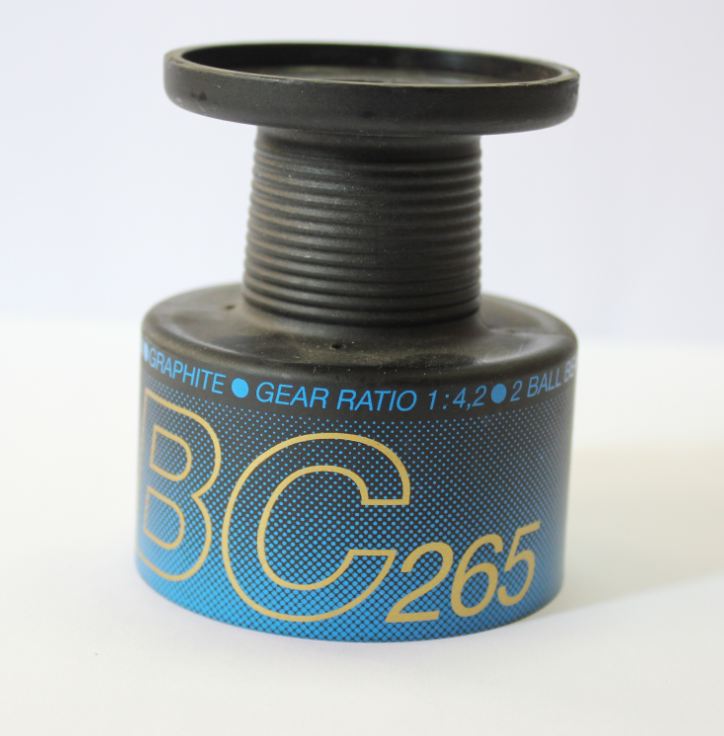 ●GRAPHITE ● GEAR RATIO 1:4,2 ● 2 BALL
BC265